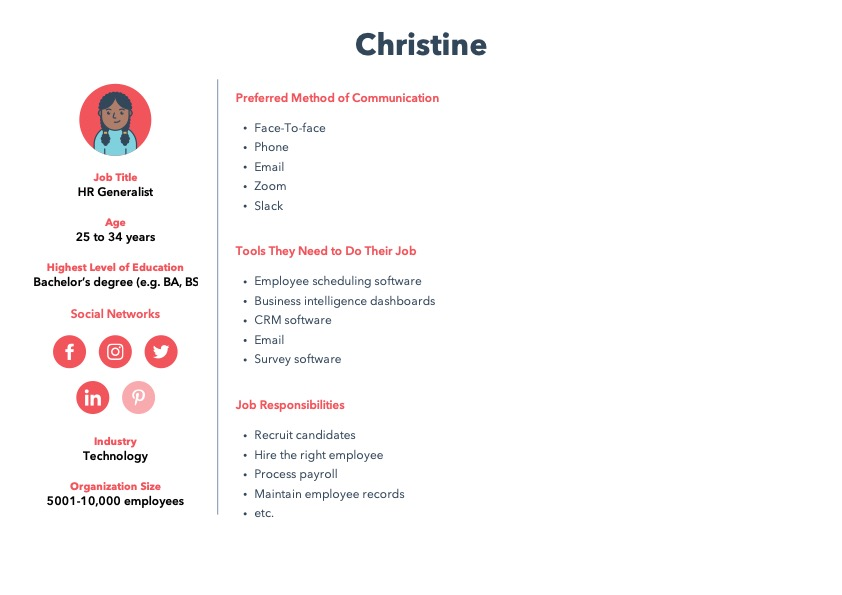 Christine
Job Title
HR Generalist
Age
25 to 34 years
Highest Level of Education
Bachelor’s degree (e.g. BA, BS
Social Networks
f
in
Industry
Technology
Organization Size
5001-10,000 employees
Preferred Method of Communication
• Face-To-face
• Phone
• Email
• Zoom
• Slack
Tools They Need to Do Their Job
• Employee scheduling software
• Business intelligence dashboards
• CRM software
• Email
• Survey software
Job Responsibilities
• Recruit candidates
• Hire the right employee
• Process payroll
• Maintain employee records
• etc.